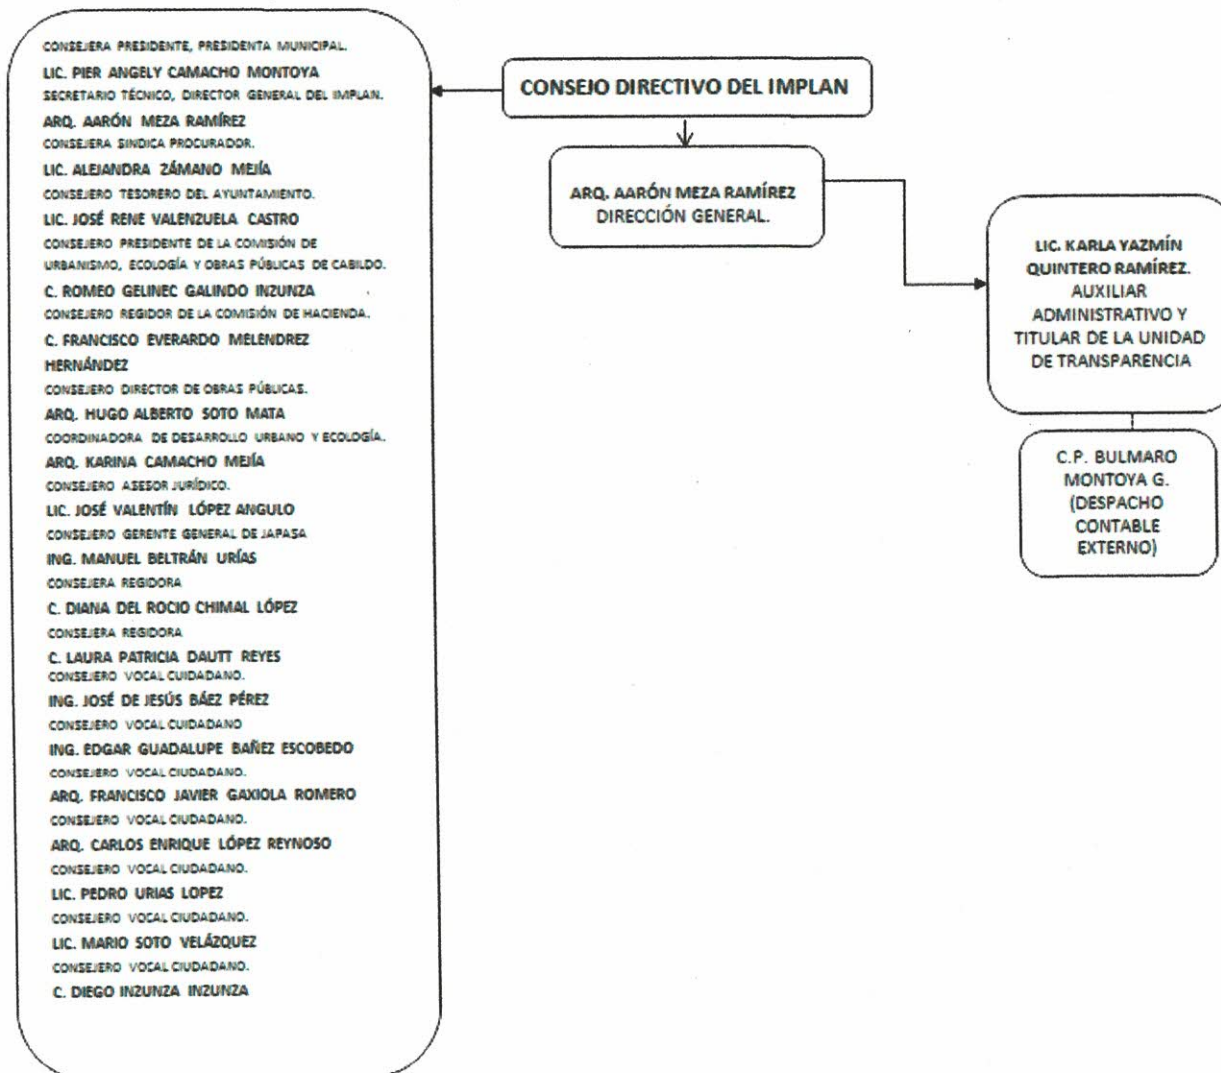 CONSEJERA PRESIDENTE, PRESIDENTA MUNICIPAL.
LIC. PIER ANGELY CAMACHO MONTOYA
SECRETARIO TÉCNICO, DIRECTOR GENERAL DEL IMPLAN.
ARQ. AARÓN MEZA RAMÍREZ
CONSEJERA SINDICA PROCURADOR.
LIC. ALEJANDRA ZÁMANO MEJÍA
CONSEJERO TESORERO DEL AYUNTAMIENTO.
LIC. JOSÉ RENE VALENZUELA CASTRO
CONSEJERO PRESIDENTE DE LA COMISIÓN DE
URBANISMO, ECOLOGÍA Y OBRAS PÚBLICAS DE CABILDO.
C. ROMEO GELINEC GALINDO INZUNZA
CONSEJERO REGIDOR DE LA COMISIÓN DE HACIENDA.
C. FRANCISCO EVERARDO MELENDREZ
HERNÁNDEZ
CONSEJERO DIRECTOR DE OBRAS PÚBLICAS.
ARQ. HUGO ALBERTO SOTO MATA
COORDINADORA DE DESARROLLO URBANO Y ECOLOGÍA.
ARQ. KARINA CAMACHO MEJÍA
CONSEJERO ASESOR JURÍDICO.
LIC. JOSÉ VALENTÍN LÓPEZ ANGULO
CONSEJERO GERENTE GENERAL DE JAPASA
ING. MANUEL BELTRÁN URÍAS
CONSEJERA REGIDORA
C. DIANA DEL ROCIO CHIMAL LÓPEZ
CONSEJERA REGIDORA
C. LAURA PATRICIA DAUTT REYES
CONSEJERO VOCAL CUIDADANO.
ING. JOSÉ DE JESÚS BÁEZ PÉREZ
CONSEJERO VOCAL CUIDADANO
ING. EDGAR GUADALUPE BAÑEZ ESCOBEDO
CONSEJERO VOCAL CIUDADANO.
ARQ. FRANCISCO JAVIER GAXIOLA ROMERO
CONSEJERO VOCAL CIUDADANO.
ARQ. CARLOS ENRIQUE LÓPEZ REYNOSO
CONSEJERO VOCAL CIUDADANO.
LIC. PEDRO URIAS LOPEZ
CONSEJERO VOCAL CIUDADANO.
LIC. MARIO SOTO VELÁZQUEZ
CONSEJERO VOCAL CIUDADANO.
C. DIEGO INZUNZA INZUNZA
CONSEJO DIRECTIVO DEL IMPLAN
ARQ. AARÓN MEZA RAMÍREZ
DIRECCIÓN GENERAL.
LIC. KARLA YAZMÍN
QUINTERO RAMÍREZ.
AUXILIAR
ADMINISTRATIVO Y
TITULAR DE LA UNIDAD
DE TRANSPARENCIA
C.P. BULMARO
MONTOYA G.
(DESPACHO
CONTABLE
EXTERNO)